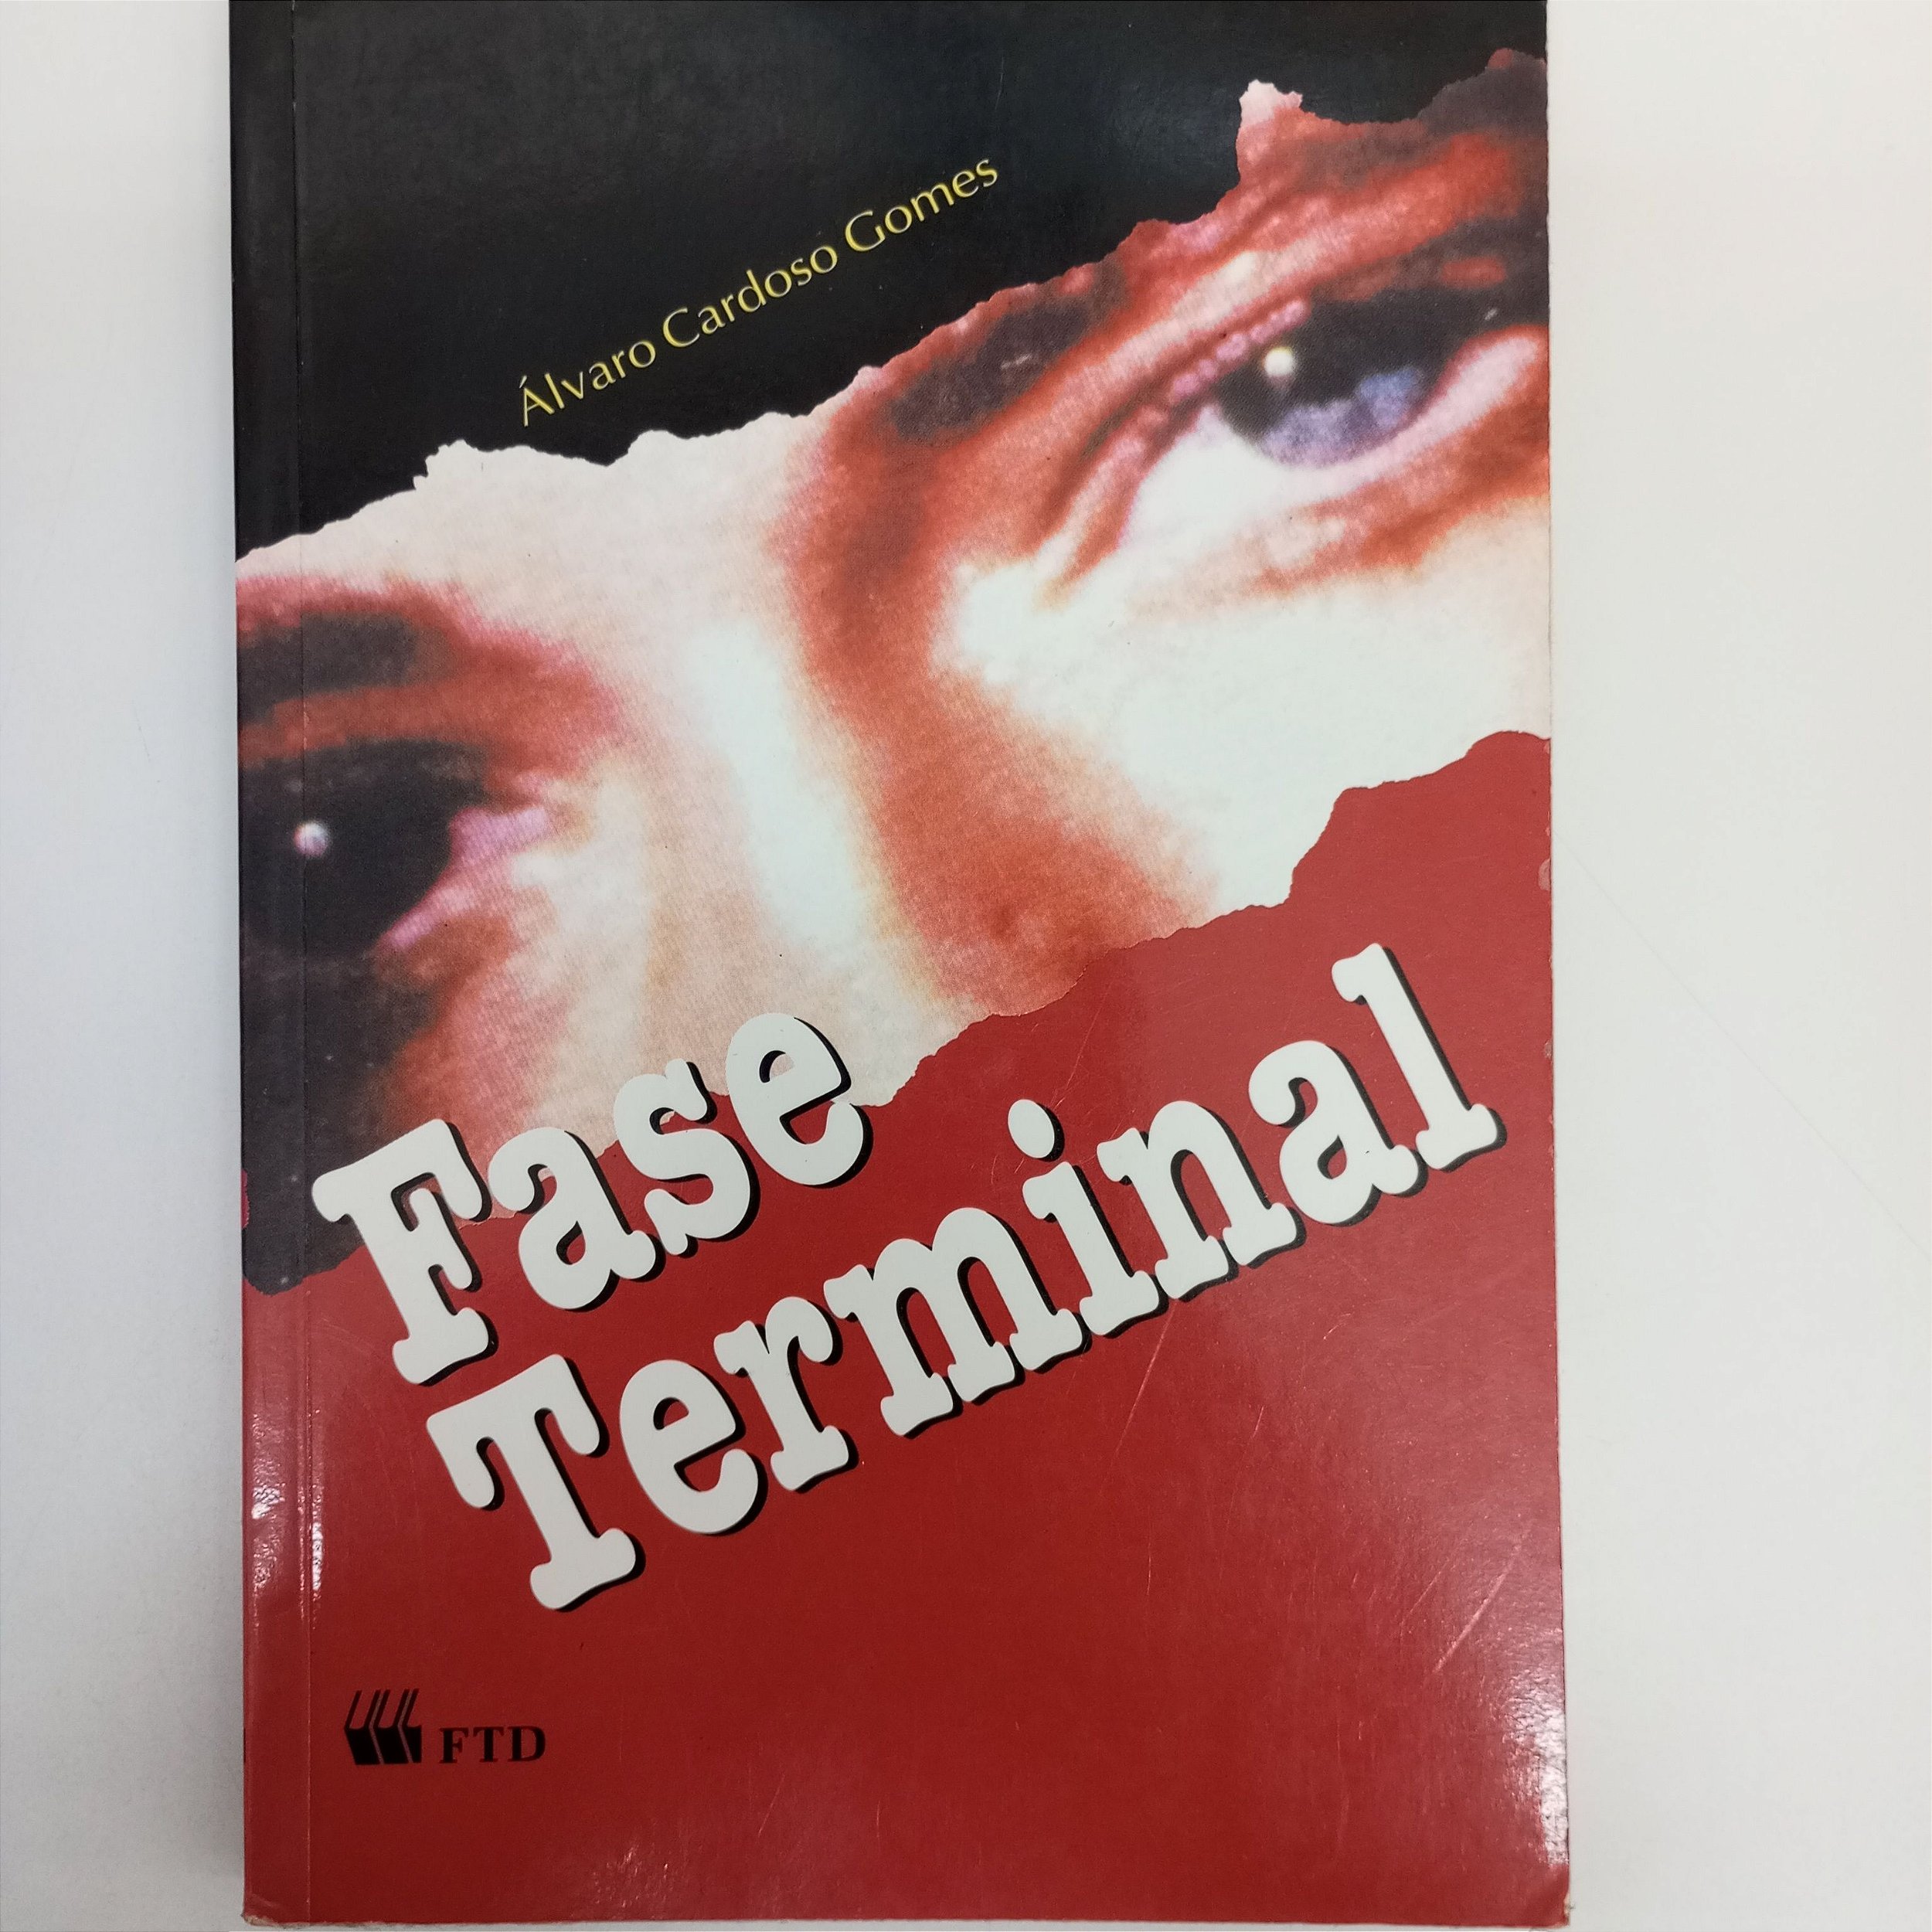 Álvaro Cardoso Gomes
Fase
Terminal
FTD